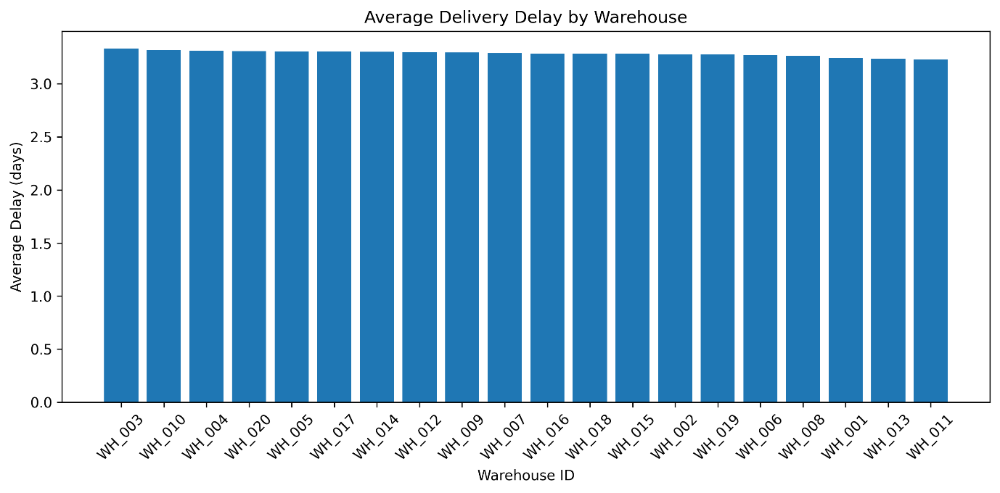 Average Delivery Delay by Warehouse
Average Delay (days)
3.0
2.5
2.0
1.5
1.0
0.5
0.0
WH_003
WH_010
WH_004
WH_020
WH_005
WH_017
WH_014
WH_012
WH_009
WH_007
WH_016
WH_018
WH_015
WH_002
WH_019
WH_006
WH_008
WH_001
WH_013
WH_011
Warehouse ID